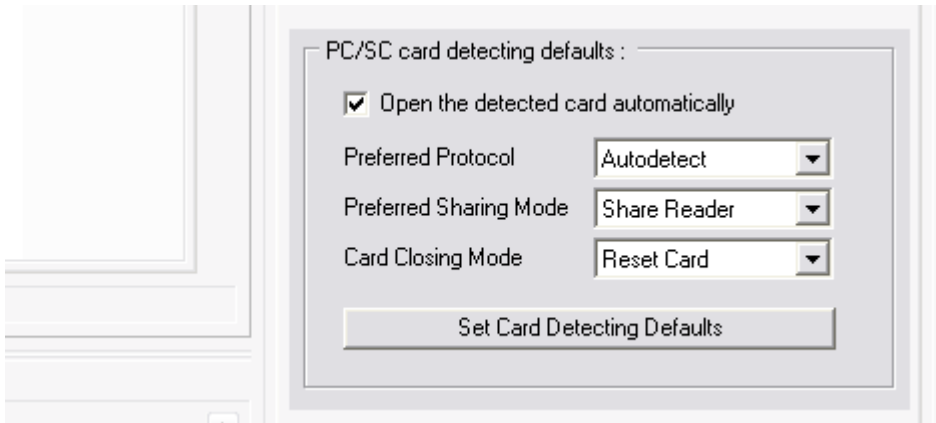 PC/SC card detecting defaults :
Open the detected card automatically
Preferred Protocol Autodetect
Preferred Sharing Mode Share Reader
Card Closing Mode Reset Card
Set Card Detecting Defaults